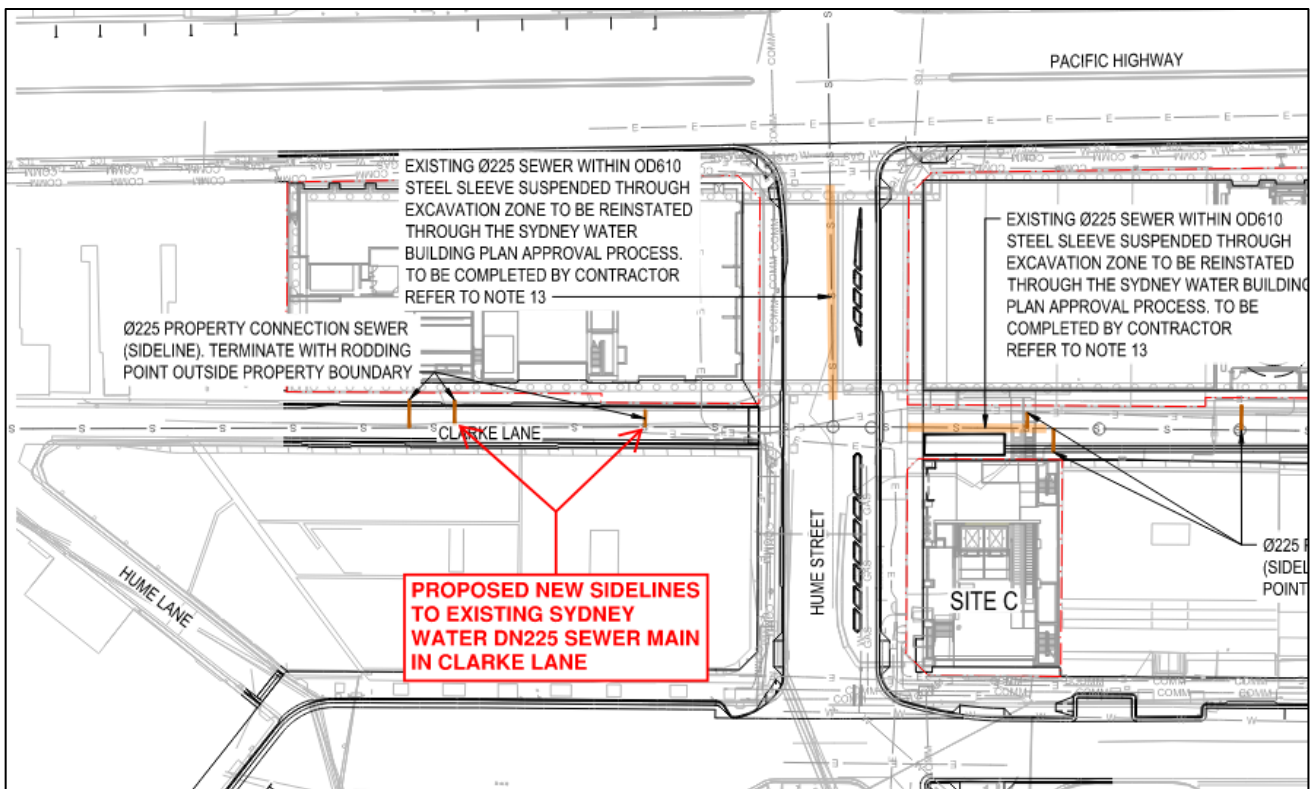 PACIFIC HIGHWAY
EXISTING Ø225 SEWER WITHIN OD610
STEEL SLEEVE SUSPENDED THROUGH
EXCAVATION ZONE TO BE REINSTATED
THROUGH THE SYDNEY WATER
BUILDING PLAN APPROVAL PROCESS.
TO BE COMPLETED BY CONTRACTOR
REFER TO NOTE 13
EXISTING Ø225 SEWER WITHIN OD610
STEEL SLEEVE SUSPENDED THROUGH
EXCAVATION ZONE TO BE REINSTATED
THROUGH THE SYDNEY WATER BUILDING
PLAN APPROVAL PROCESS. TO BE
COMPLETED BY CONTRACTOR
REFER TO NOTE 13
Ø225 PROPERTY CONNECTION SEWER
(SIDELINE). TERMINATE WITH RODDING
POINT OUTSIDE PROPERTY BOUNDARY
CLARKE LANE
HUME STREET
HUME LANE
PROPOSED NEW SIDELINES
TO EXISTING SYDNEY
WATER DN225 SEWER MAIN
IN CLARKE LANE
SITE C
Ø225
(SIDEL
POINT